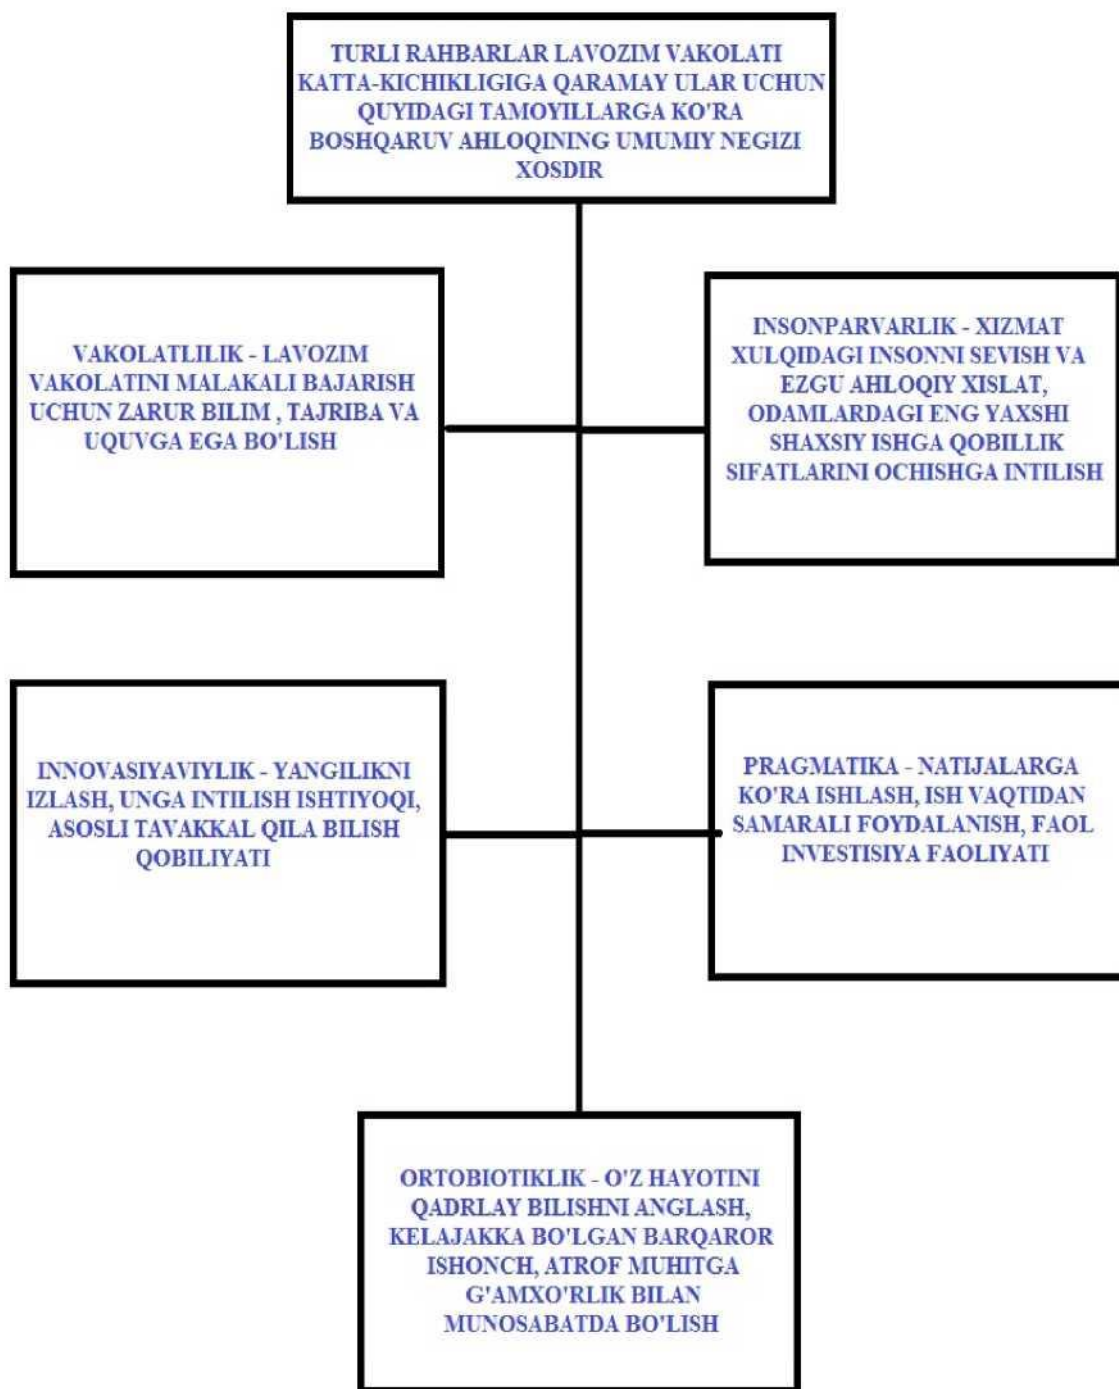 TURLI RAHBARLAR LAVOZIM VAKOLATI
KATTA-KICHIKLIGIGA QARAMAY ULAR UCHUN
QUYIDAGI TAMOYILLARGA KO'RA
BOSHQARUV AHLOQINING UMUMIY NEGIZI
XOSDIR
VAKOLATLILIK - LAVOZIM
VAKOLATINI MALAKALI BAJARISH
UCHUN ZARUR BILIM , TAJRIBA VA
UQUVGA EGA BO'LISH
INSONPARVARLIK - XIZMAT
XULQIDAGI INSONNI SEVISH VA
EZGU AHLOQIY XISLAT,
ODAMLARDAGI ENG YAXSHI
SHAXSIY ISHGA QOBILLIK
SIFATLARINI OCHISHGA INTILISH
INNOVASIYAVIYLIK - YANGILIKNI
IZLASH, UNGA INTILISH ISHTIYOQI,
ASOSLI TAVAKKAL QILA BILISH
QOBILIYATI
PRAGMATIKA - NATIJALARGA
KO'RA ISHLASH, ISH VAQTIDAN
SAMARALI FOYDALANISH, FAOL
INVESTISIYA FAOLIYATI
ORTOBIOTIKLIK - O'Z HAYOTINI
QADRLAY BILISHNI ANGLASH,
KELAJAKKA BO'LGAN BARQAROR
ISHONCH, ATROF MUHITGA
G'AMXO'RLIK BILAN
MUNOSABATDA BO'LISH